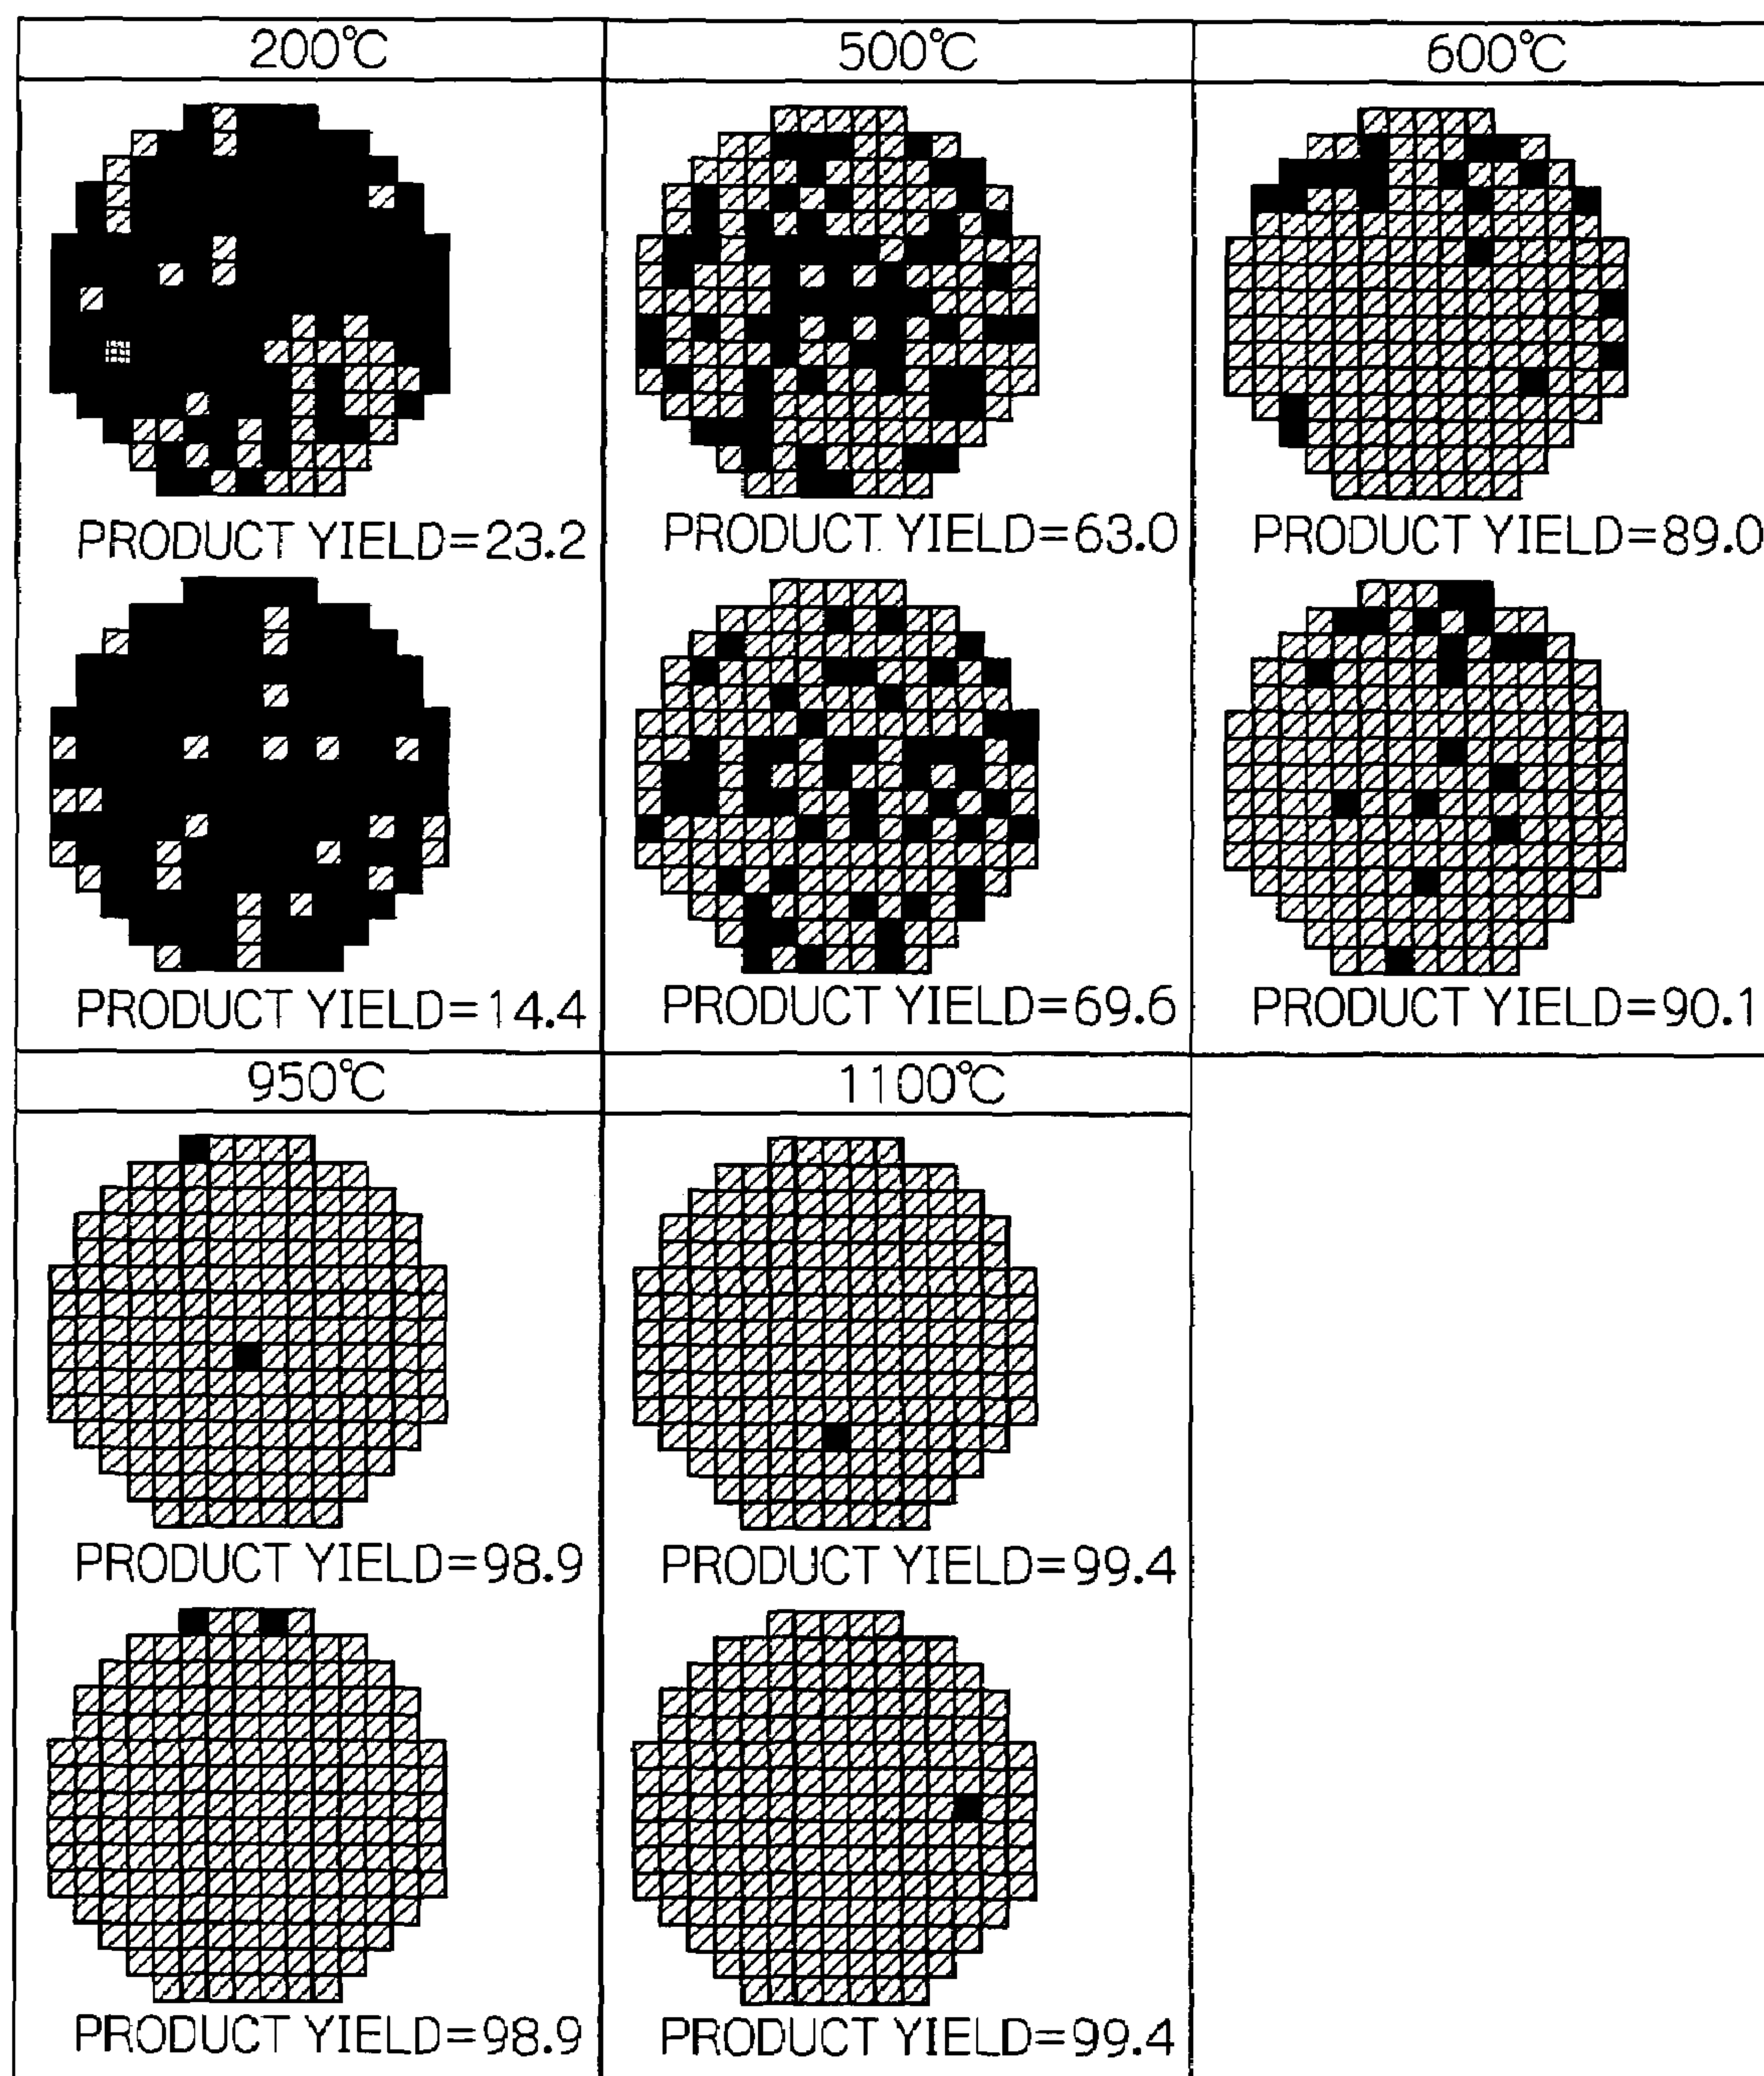 200℃ 500℃ 600℃
PRODUCT YIELD=23.2 PRODUCT YIELD=63.0 PRODUCT YIELD=89.0
PRODUCT YIELD=14.4 PRODUCT YIELD=69.6 PRODUCT YIELD=90.1
950℃ 1100℃
PRODUCT YIELD=98.9 PRODUCT YIELD=99.4
PRODUCT YIELD=98.9 PRODUCT YIELD=99.4